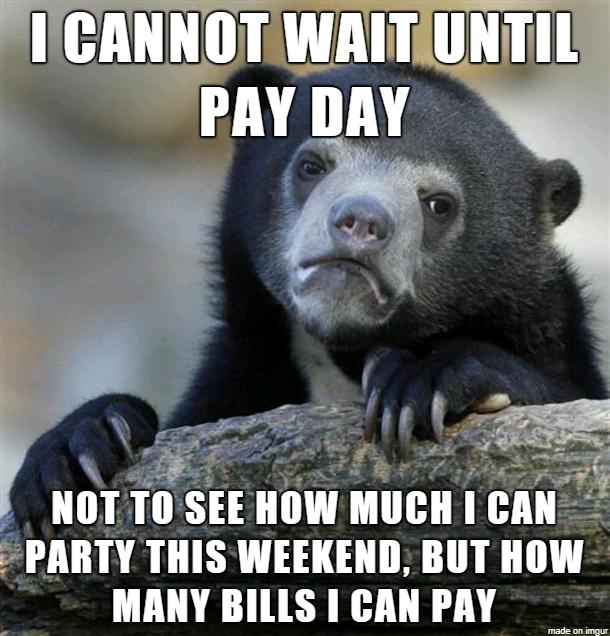 I CANNOT WAIT UNTIL
PAY DAY
NOT TO SEE HOW MUCH I CAN
PARTY THIS WEEKEND, BUT HOW
MANY BILLS I CAN PAY
made on imgur